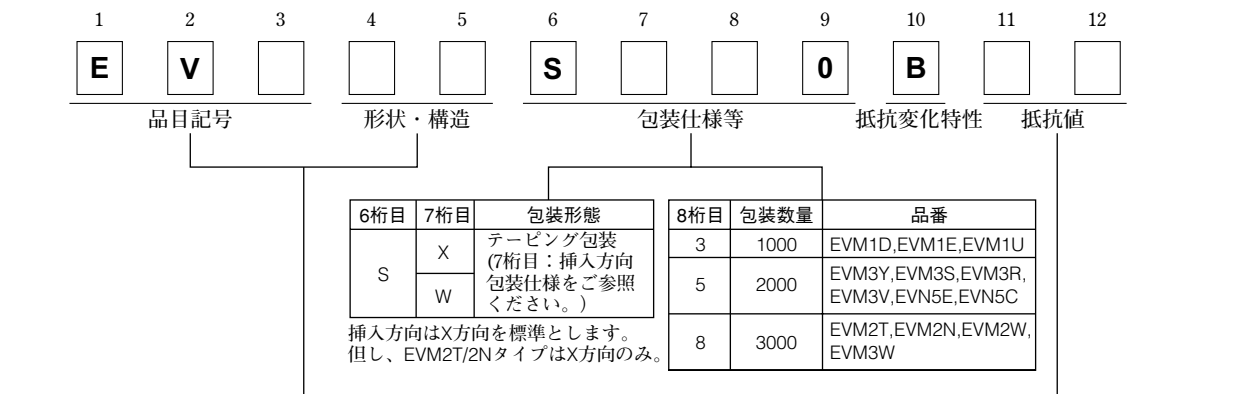 1 2 3 4 5 6 7 8 9 10 11 12
E V S 0 B
品目記号 形状・構造 包装仕様等 抵抗変化特性 抵抗値
6桁目 7桁目 包装形態
S
X
W
テーピング包装
(7桁目：挿入方向
包装仕様をご参照
ください。)
挿入方向はX方向を標準とします。
但し、EVM2T/2NタイプはX方向のみ。
8桁目 包装数量 品番
3 1000 EVM1D,EVM1E,EVM1U
5 2000 EVM3Y,EVM3S,EVM3R,
EVM3V,EVN5E,EVN5C
8 3000 EVM2T,EVM2N,EVM2W,
EVM3W